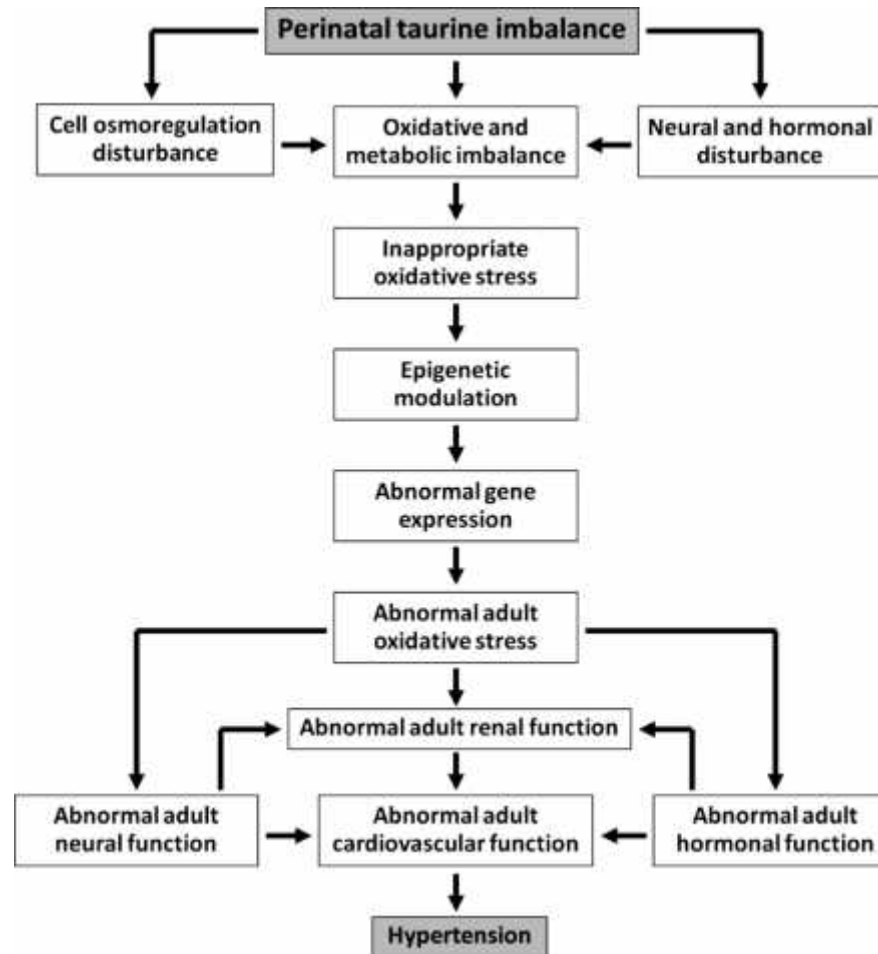 Perinatal taurine imbalance
Cell osmoregulation
disturbance
Oxidative and
metabolic imbalance
Neural and hormonal
disturbance
Inappropriate
oxidative stress
Epigenetic
modulation
Abnormal gene
expression
Abnormal adult
oxidative stress
Abnormal adult renal function
Abnormal adult
neural function
Abnormal adult
cardiovascular function
Abnormal adult
hormonal function
Hypertension